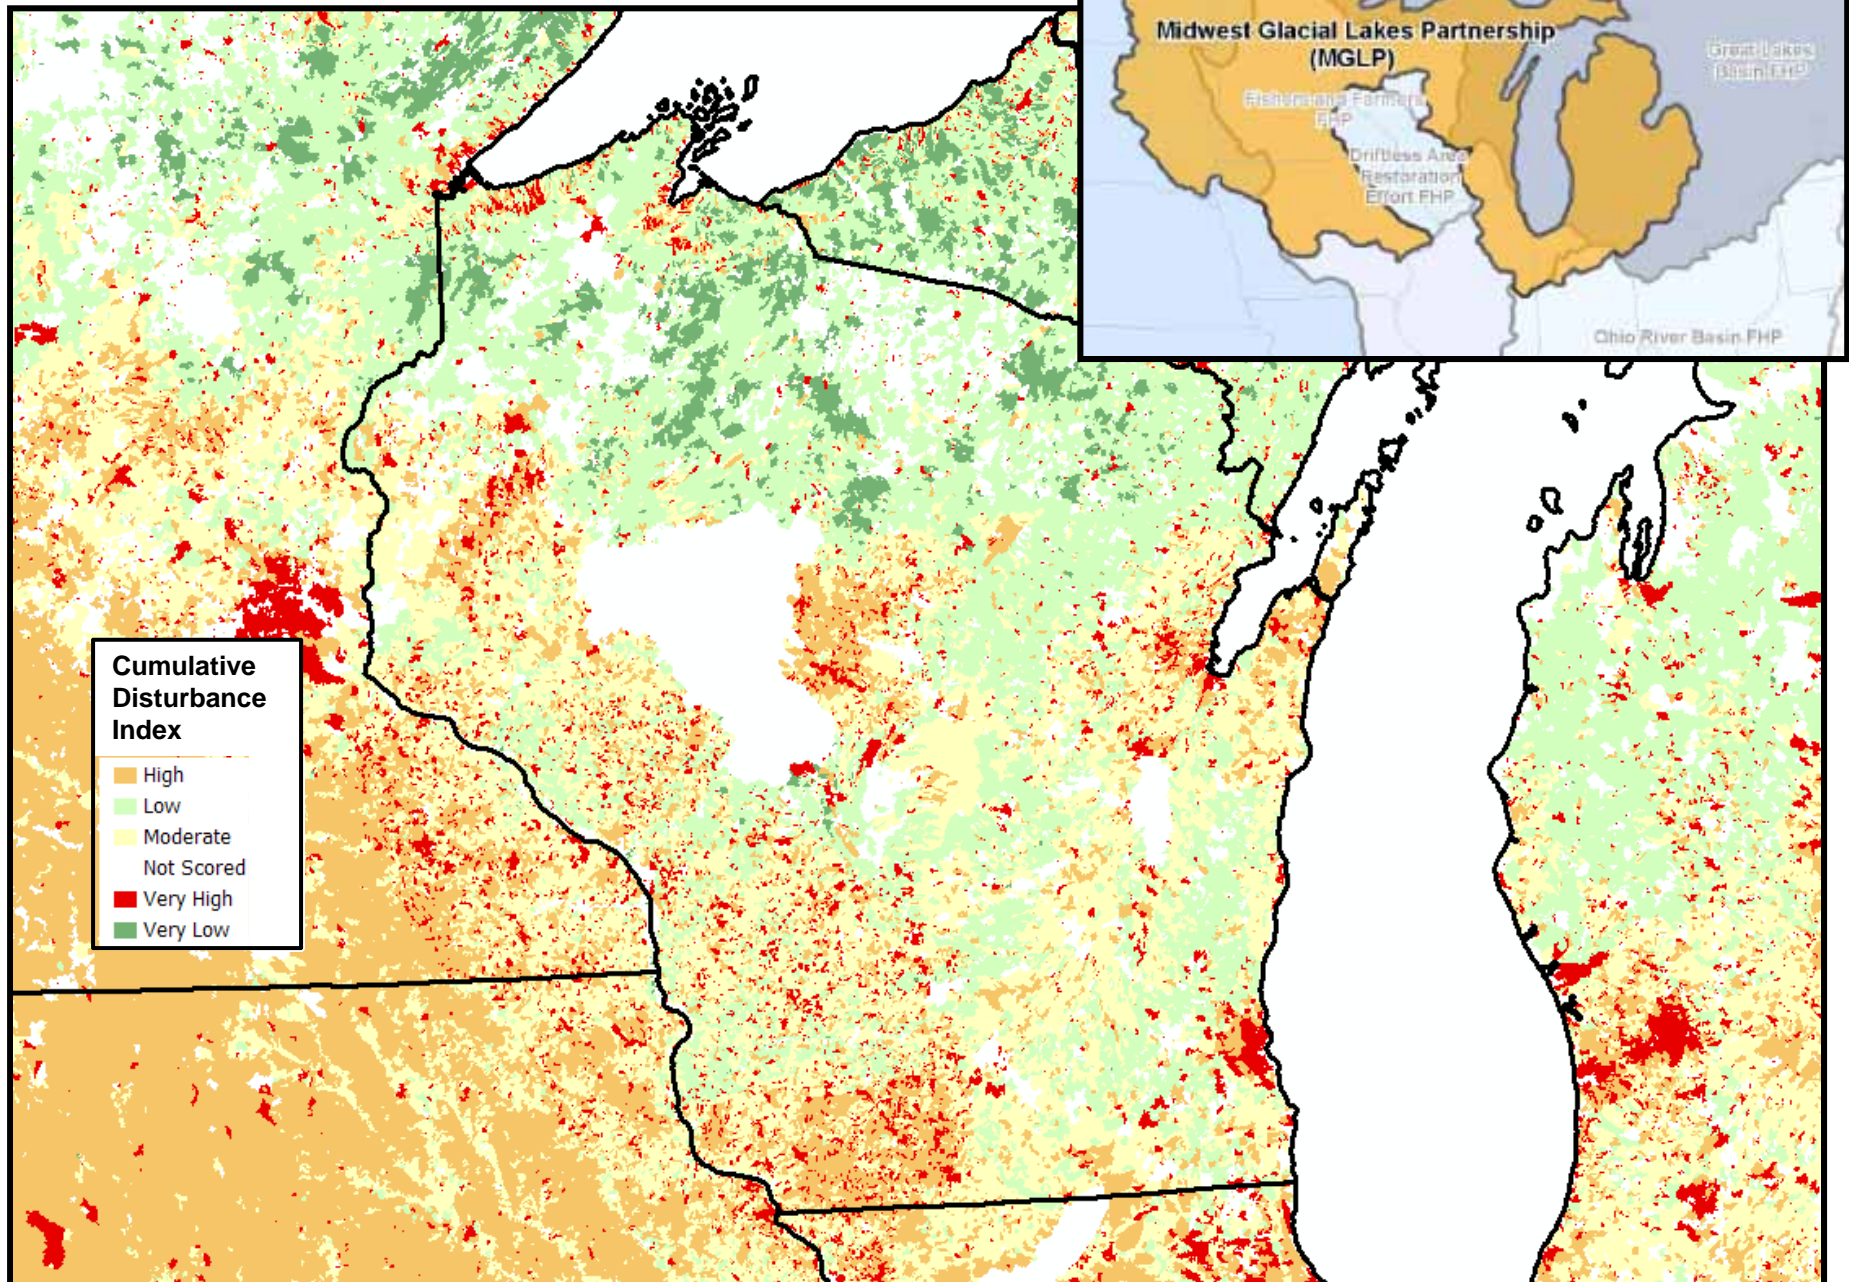 Midwest Glacial Lakes Partnership
(MGLP)
Great Lakes
Basin FHP
Fishers and Farmers
FHP
Driftless Area
Restoration
Effort FHP
Ohio River Basin FHP
Cumulative
Disturbance
Index
High
Low
Moderate
Not Scored
Very High
Very Low